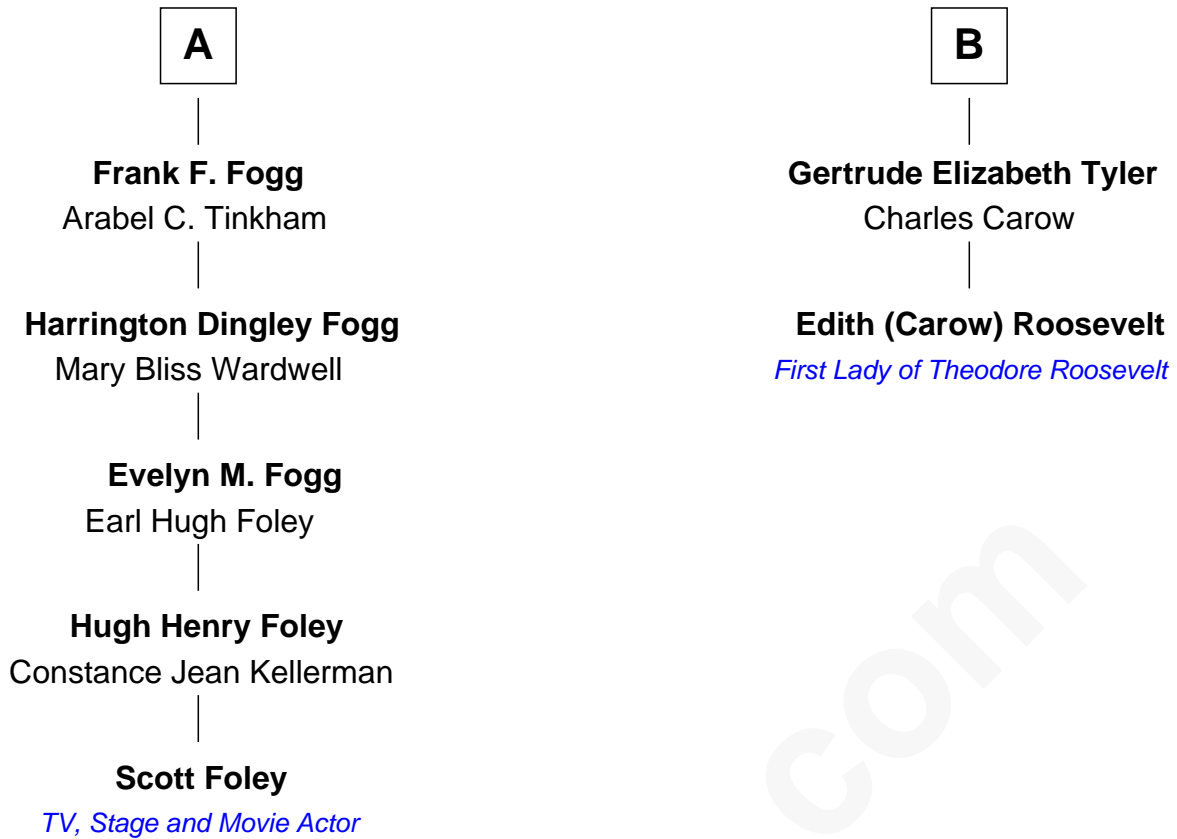 A
Frank F. Fogg
Arabel C. Tinkham
Harrington Dingley Fogg
Mary Bliss Wardwell
Evelyn M. Fogg
Earl Hugh Foley
Hugh Henry Foley
Constance Jean Kellerman
Scott Foley
TV, Stage and Movie Actor
B
Gertrude Elizabeth Tyler
Charles Carow
Edith (Carow) Roosevelt
First Lady of Theodore Roosevelt
com